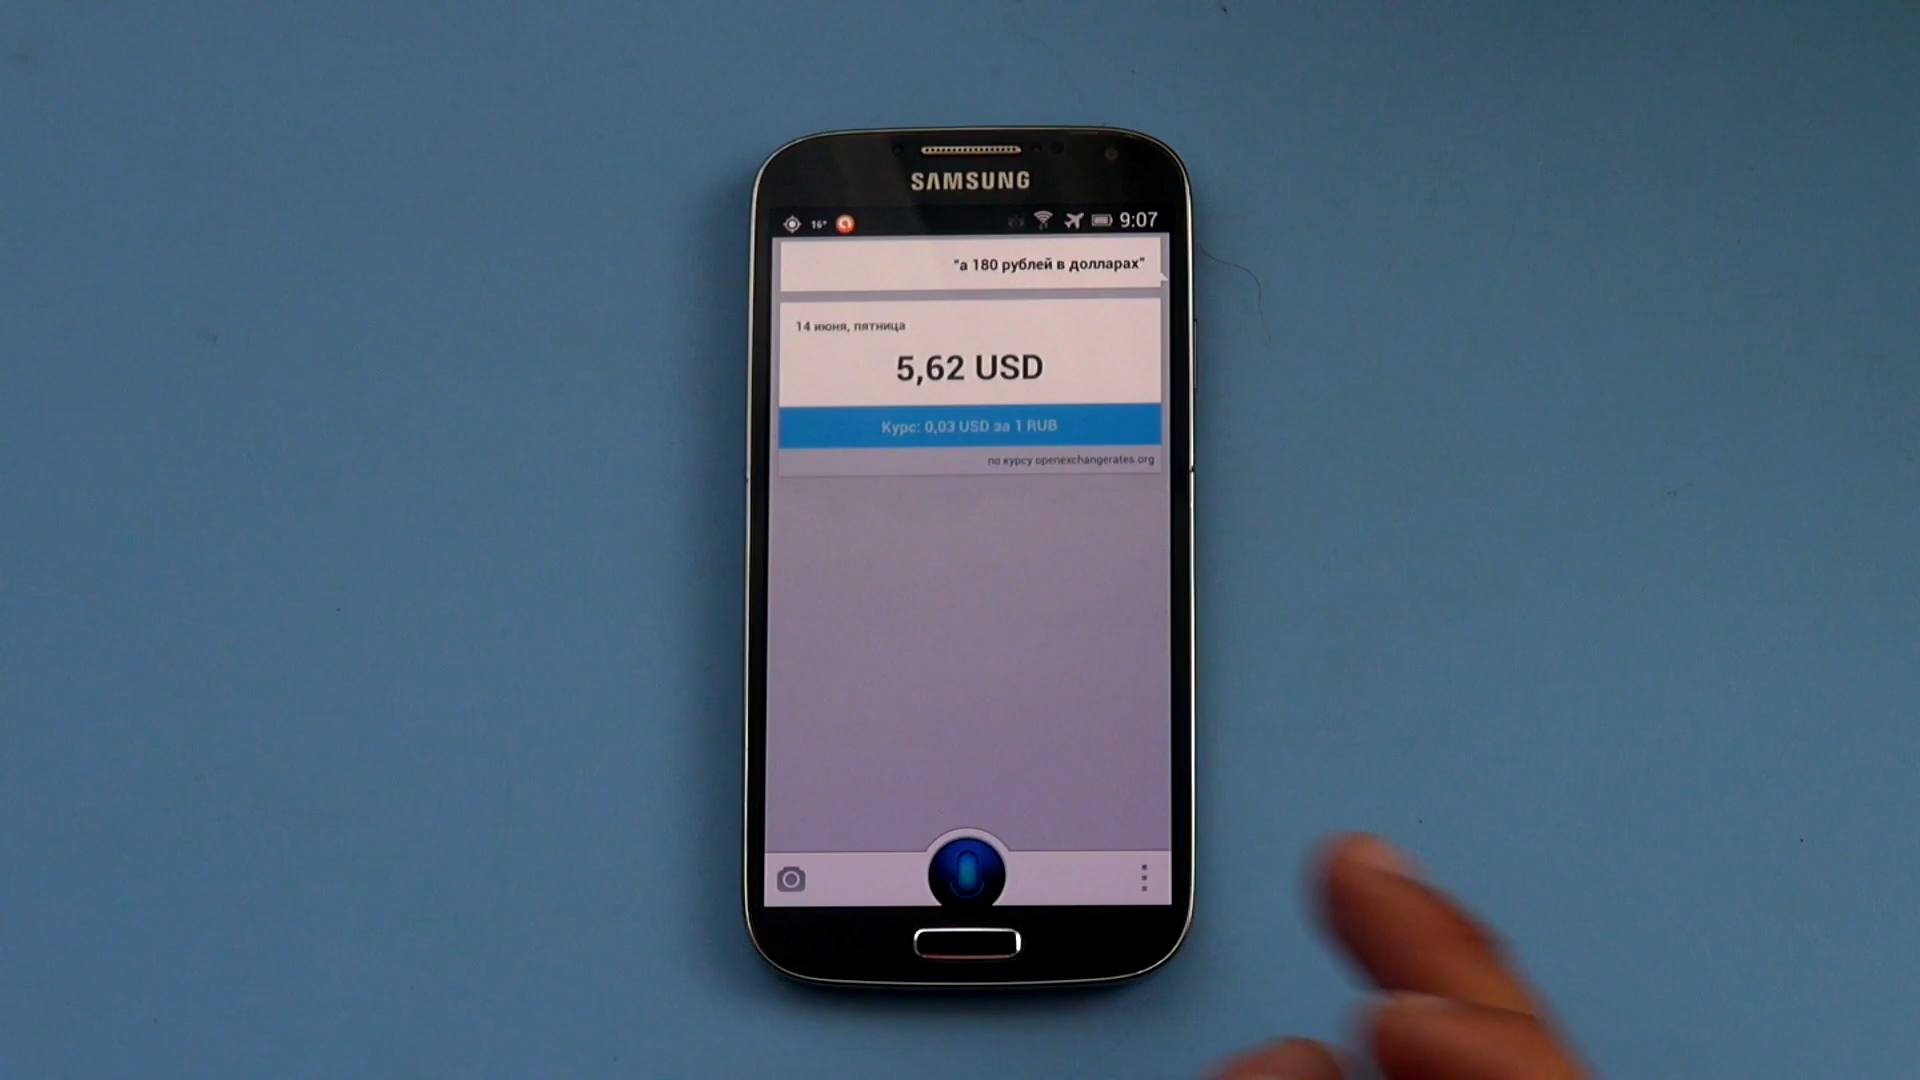 SAMSUNG
16° 9:07
"а 180 рублей в долларах"
14 июня, пятница
5,62 USD
Курс: 0,03 USD за 1 RUB
по курсу openexchangerates.org